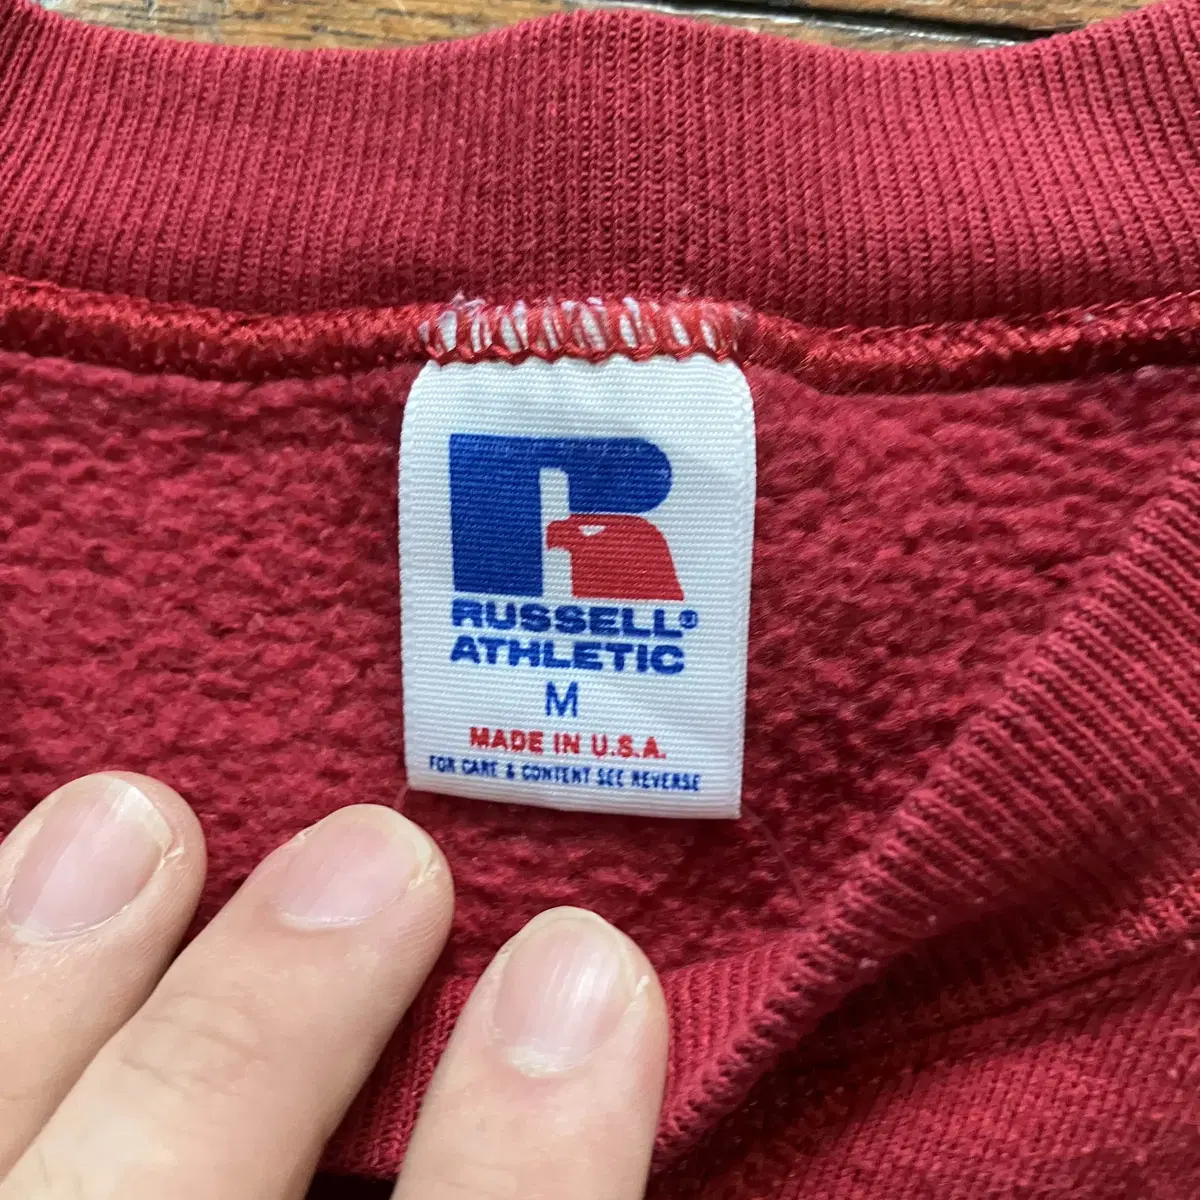 R
RUSSELL®
ATHLETIC
M
MADE IN U.S.A.
FOR CARE & CONTENT SEE REVERSE